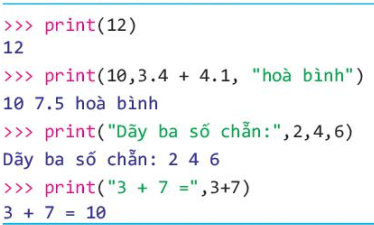 >>> print(12)
12
>>> print(10,3.4 + 4.1, "hoà bình")
10 7.5 hoà bình
>>> print("Dãy ba số chẵn:",2,4,6)
Dãy ba số chẵn: 2 4 6
>>> print("3 + 7 =",3+7)
3 + 7 = 10